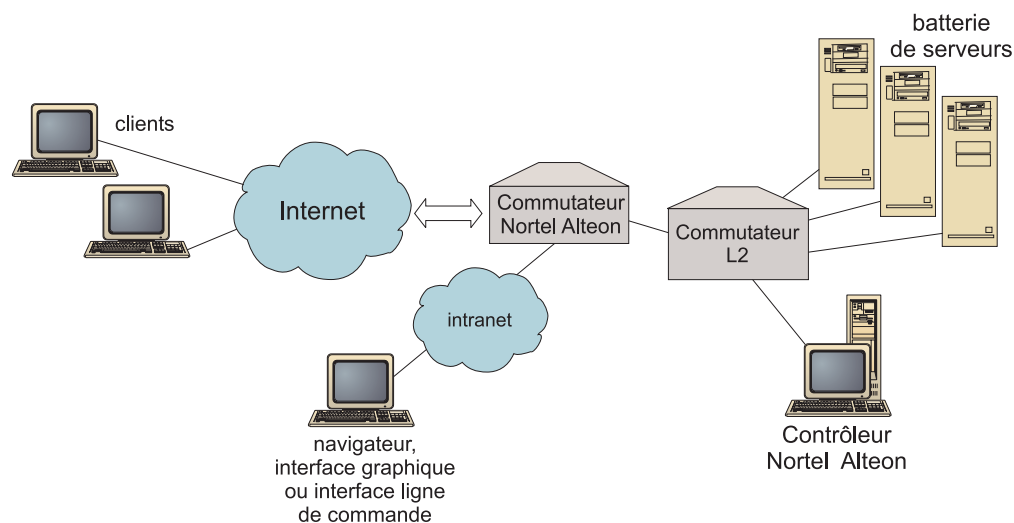 batterie
de serveurs
clients
Internet
Commutateur
Nortel Alteon
Commutateur
L2
intranet
navigateur,
interface graphique
ou interface ligne
de commande
Contrôleur
Nortel Alteon